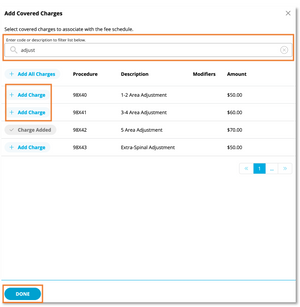 Add Covered Charges
Select covered charges to associate with the fee schedule.
Enter code or description to filter list below.
adjust
+ Add All Charges Procedure Description Modifiers Amount
+ Add Charge 98X40 1-2 Area Adjustment $50.00
+ Add Charge 98X41 3-4 Area Adjustment $60.00
✓ Charge Added 98X42 5 Area Adjustment $70.00
+ Add Charge 98X43 Extra-Spinal Adjustment $50.00
< 1 ... >
DONE